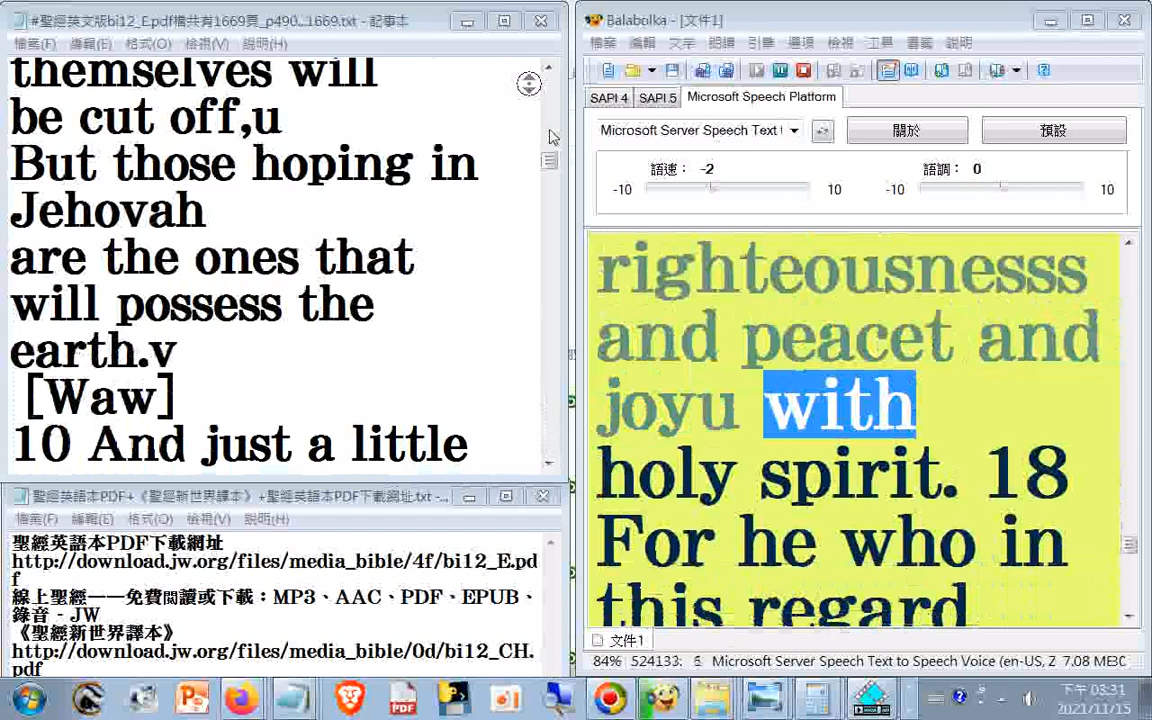 #聖經英文版bi12_E.pdf檔共有1669頁_p490...1669.txt - 記事本
檔案(F) 編輯(E) 格式(O) 檢視(V) 說明(H)
themselves will
be cut off,u
But those hoping in
Jehovah
are the ones that
will possess the
earth.v
[Waw]
10 And just a little
聖經英語本PDF+《聖經新世界譯本》+聖經英語本PDF下載網址.txt - ...
檔案(F) 編輯(E) 格式(O) 檢視(V) 說明(H)
聖經英語本PDF下載網址
http://download.jw.org/files/media_bible/4f/bi12_E.pd
f
線上聖經——免費閱讀或下載：MP3、AAC、PDF、EPUB、
錄音 - JW
《聖經新世界譯本》
http://download.jw.org/files/media_bible/0d/bi12_CH.
pdf
Balabolka - [文件1]
檔案 編輯 文字 朗讀 引擎 選項 檢視 工具 書籤 說明
SAPI 4 SAPI 5 Microsoft Speech Platform
Microsoft Server Speech Text 關於 預設
語速： -2 語調： 0
-10 10 -10 10
righteousnesss
and peacet and
joyu with
holy spirit. 18
For he who in
this regard
文件1
84% 524133: Microsoft Server Speech Text to Speech Voice (en-US, Z 7.08 MB
PDF
下午 03:31
2021/11/15